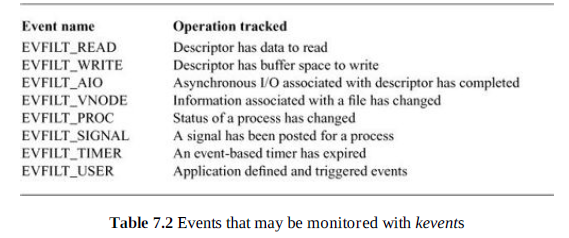 Event name Operation tracked
EVFILT_READ Descriptor has data to read
EVFILT_WRITE Descriptor has buffer space to write
EVFILT_AIO Asynchronous I/O associated with descriptor has completed
EVFILT_VNODE Information associated with a file has changed
EVFILT_PROC Status of a process has changed
EVFILT_SIGNAL A signal has been posted for a process
EVFILT_TIMER An event-based timer has expired
EVFILT_USER Application defined and triggered events
Table 7.2 Events that may be monitored with kevents